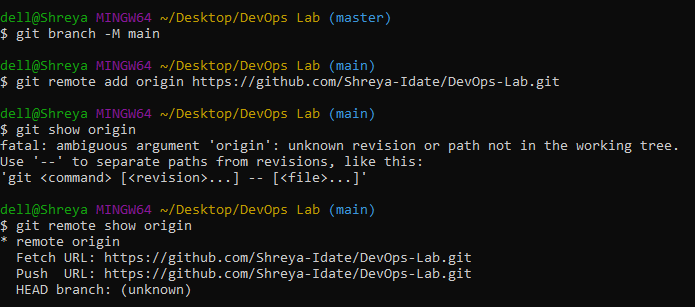 dell@Shreya MINGW64 ~/Desktop/DevOps Lab (master)
$ git branch -M main
dell@Shreya MINGW64 ~/Desktop/DevOps Lab (main)
$ git remote add origin https://github.com/Shreya-Idate/DevOps-Lab.git
dell@Shreya MINGW64 ~/Desktop/DevOps Lab (main)
$ git show origin
fatal: ambiguous argument 'origin': unknown revision or path not in the working tree.
Use '--' to separate paths from revisions, like this:
'git <command> [<revision>...] -- [<file>...]'
dell@Shreya MINGW64 ~/Desktop/DevOps Lab (main)
$ git remote show origin
* remote origin
  Fetch URL: https://github.com/Shreya-Idate/DevOps-Lab.git
  Push  URL: https://github.com/Shreya-Idate/DevOps-Lab.git
  HEAD branch: (unknown)